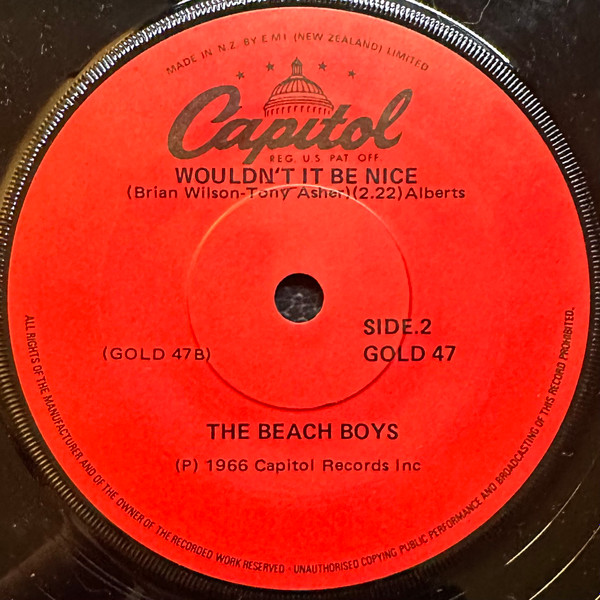 MADE IN N.Z. BY EMI (NEW ZEALAND) LIMITED
Capitol
REG. U.S. PAT. OFF.
WOULDN'T IT BE NICE
(Brian Wilson-Tony Asher)(2.22)Alberts
SIDE.2
(GOLD 47B) GOLD 47
THE BEACH BOYS
(P) 1966 Capitol Records Inc
ALL RIGHTS OF THE MANUFACTURER AND OF THE OWNER OF THE RECORDED WORK RESERVED · UNAUTHORISED COPYING PUBLIC PERFORMANCE AND BROADCASTING OF THIS RECORD PROHIBITED.